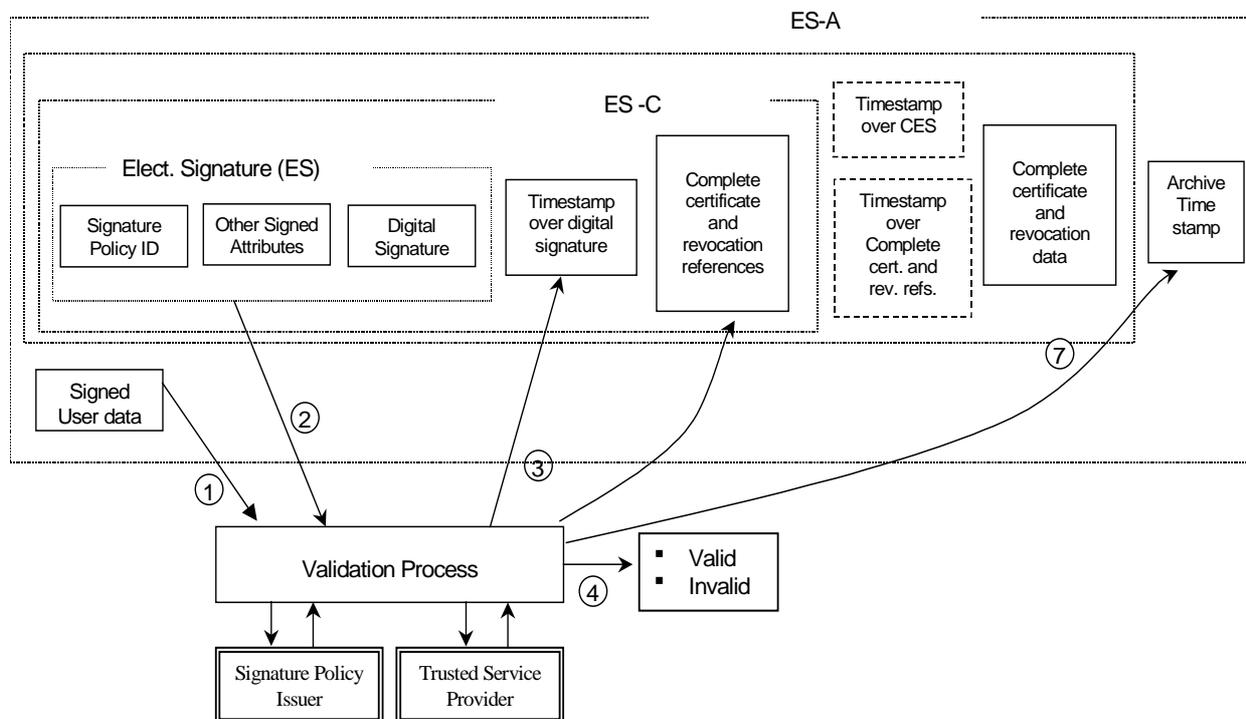 ES-A
ES -C
Elect. Signature (ES)
Signature
Policy ID
Other Signed
Attributes
Digital
Signature
Timestamp
over digital
signature
Complete
certificate
and
revocation
references
Timestamp
over CES
Timestamp
over
Complete
cert. and
rev. refs.
Complete
certificate
and
revocation
data
Archive
Time
stamp
Signed
User data
1
2
3
7
Validation Process
4
▪ Valid
▪ Invalid
Signature Policy
Issuer
Trusted Service
Provider